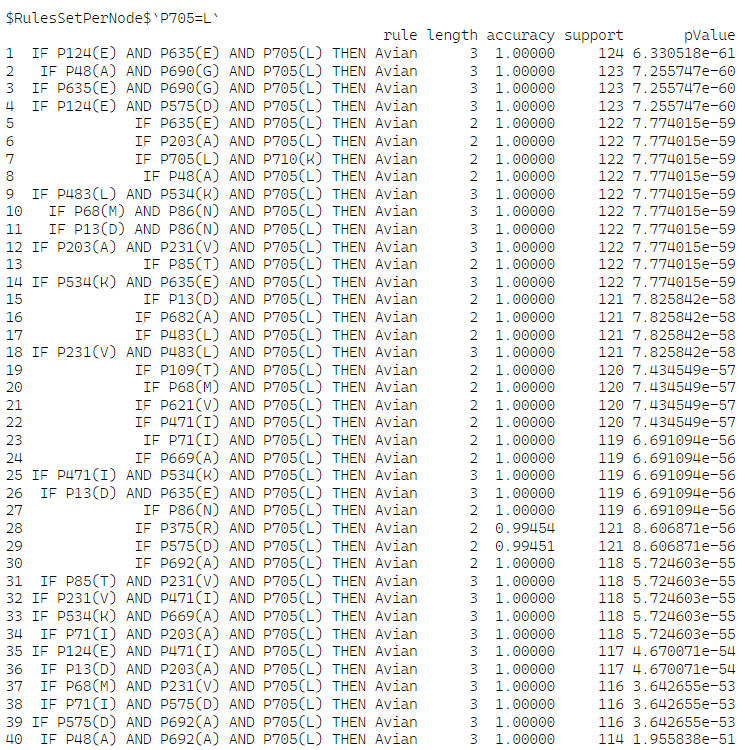 $RulesSetPerNode$`P705=L`
rule length accuracy support pValue
1 IF P124(E) AND P635(E) AND P705(L) THEN Avian 3 1.00000 124 6.330518e-61
2 IF P48(A) AND P690(G) AND P705(L) THEN Avian 3 1.00000 123 7.255747e-60
3 IF P635(E) AND P690(G) AND P705(L) THEN Avian 3 1.00000 123 7.255747e-60
4 IF P124(E) AND P575(D) AND P705(L) THEN Avian 3 1.00000 123 7.255747e-60
5 IF P635(E) AND P705(L) THEN Avian 2 1.00000 122 7.774015e-59
6 IF P203(A) AND P705(L) THEN Avian 2 1.00000 122 7.774015e-59
7 IF P705(L) AND P710(K) THEN Avian 2 1.00000 122 7.774015e-59
8 IF P48(A) AND P705(L) THEN Avian 2 1.00000 122 7.774015e-59
9 IF P483(L) AND P534(K) AND P705(L) THEN Avian 3 1.00000 122 7.774015e-59
10 IF P68(M) AND P86(N) AND P705(L) THEN Avian 3 1.00000 122 7.774015e-59
11 IF P13(D) AND P86(N) AND P705(L) THEN Avian 3 1.00000 122 7.774015e-59
12 IF P203(A) AND P231(V) AND P705(L) THEN Avian 3 1.00000 122 7.774015e-59
13 IF P85(T) AND P705(L) THEN Avian 2 1.00000 122 7.774015e-59
14 IF P534(K) AND P635(E) AND P705(L) THEN Avian 3 1.00000 122 7.774015e-59
15 IF P13(D) AND P705(L) THEN Avian 2 1.00000 121 7.825842e-58
16 IF P682(A) AND P705(L) THEN Avian 2 1.00000 121 7.825842e-58
17 IF P483(L) AND P705(L) THEN Avian 2 1.00000 121 7.825842e-58
18 IF P231(V) AND P483(L) AND P705(L) THEN Avian 3 1.00000 121 7.825842e-58
19 IF P109(T) AND P705(L) THEN Avian 2 1.00000 120 7.434549e-57
20 IF P68(M) AND P705(L) THEN Avian 2 1.00000 120 7.434549e-57
21 IF P621(V) AND P705(L) THEN Avian 2 1.00000 120 7.434549e-57
22 IF P471(I) AND P705(L) THEN Avian 2 1.00000 120 7.434549e-57
23 IF P71(I) AND P705(L) THEN Avian 2 1.00000 119 6.691094e-56
24 IF P669(A) AND P705(L) THEN Avian 2 1.00000 119 6.691094e-56
25 IF P471(I) AND P534(K) AND P705(L) THEN Avian 3 1.00000 119 6.691094e-56
26 IF P13(D) AND P635(E) AND P705(L) THEN Avian 3 1.00000 119 6.691094e-56
27 IF P86(N) AND P705(L) THEN Avian 2 1.00000 119 6.691094e-56
28 IF P375(R) AND P705(L) THEN Avian 2 0.99454 121 8.606871e-56
29 IF P575(D) AND P705(L) THEN Avian 2 0.99451 121 8.606871e-56
30 IF P692(A) AND P705(L) THEN Avian 2 1.00000 118 5.724603e-55
31 IF P85(T) AND P231(V) AND P705(L) THEN Avian 3 1.00000 118 5.724603e-55
32 IF P231(V) AND P471(I) AND P705(L) THEN Avian 3 1.00000 118 5.724603e-55
33 IF P534(K) AND P669(A) AND P705(L) THEN Avian 3 1.00000 118 5.724603e-55
34 IF P71(I) AND P203(A) AND P705(L) THEN Avian 3 1.00000 118 5.724603e-55
35 IF P124(E) AND P471(I) AND P705(L) THEN Avian 3 1.00000 117 4.670071e-54
36 IF P13(D) AND P203(A) AND P705(L) THEN Avian 3 1.00000 117 4.670071e-54
37 IF P68(M) AND P231(V) AND P705(L) THEN Avian 3 1.00000 116 3.642655e-53
38 IF P71(I) AND P575(D) AND P705(L) THEN Avian 3 1.00000 116 3.642655e-53
39 IF P575(D) AND P692(A) AND P705(L) THEN Avian 3 1.00000 116 3.642655e-53
40 IF P48(A) AND P692(A) AND P705(L) THEN Avian 3 1.00000 114 1.955838e-51